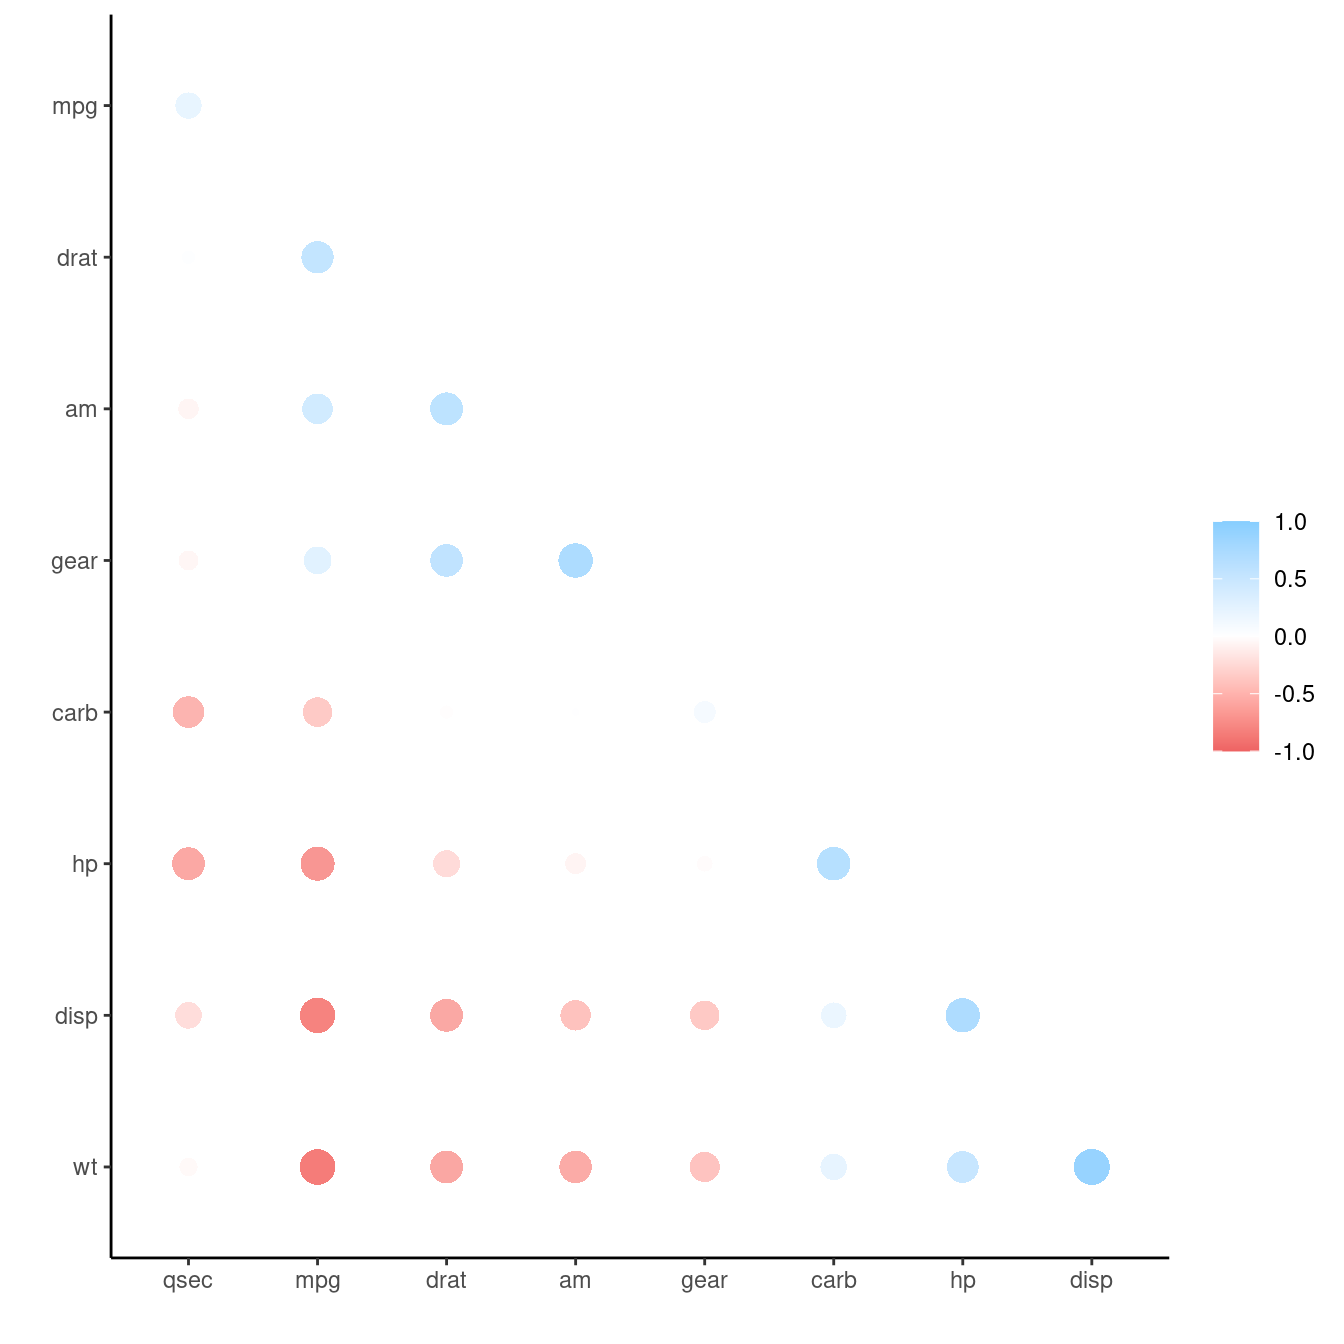 mpg
drat
am
gear
carb
hp
disp
wt
qsec mpg drat am gear carb hp disp
1.0
0.5
0.0
-0.5
-1.0